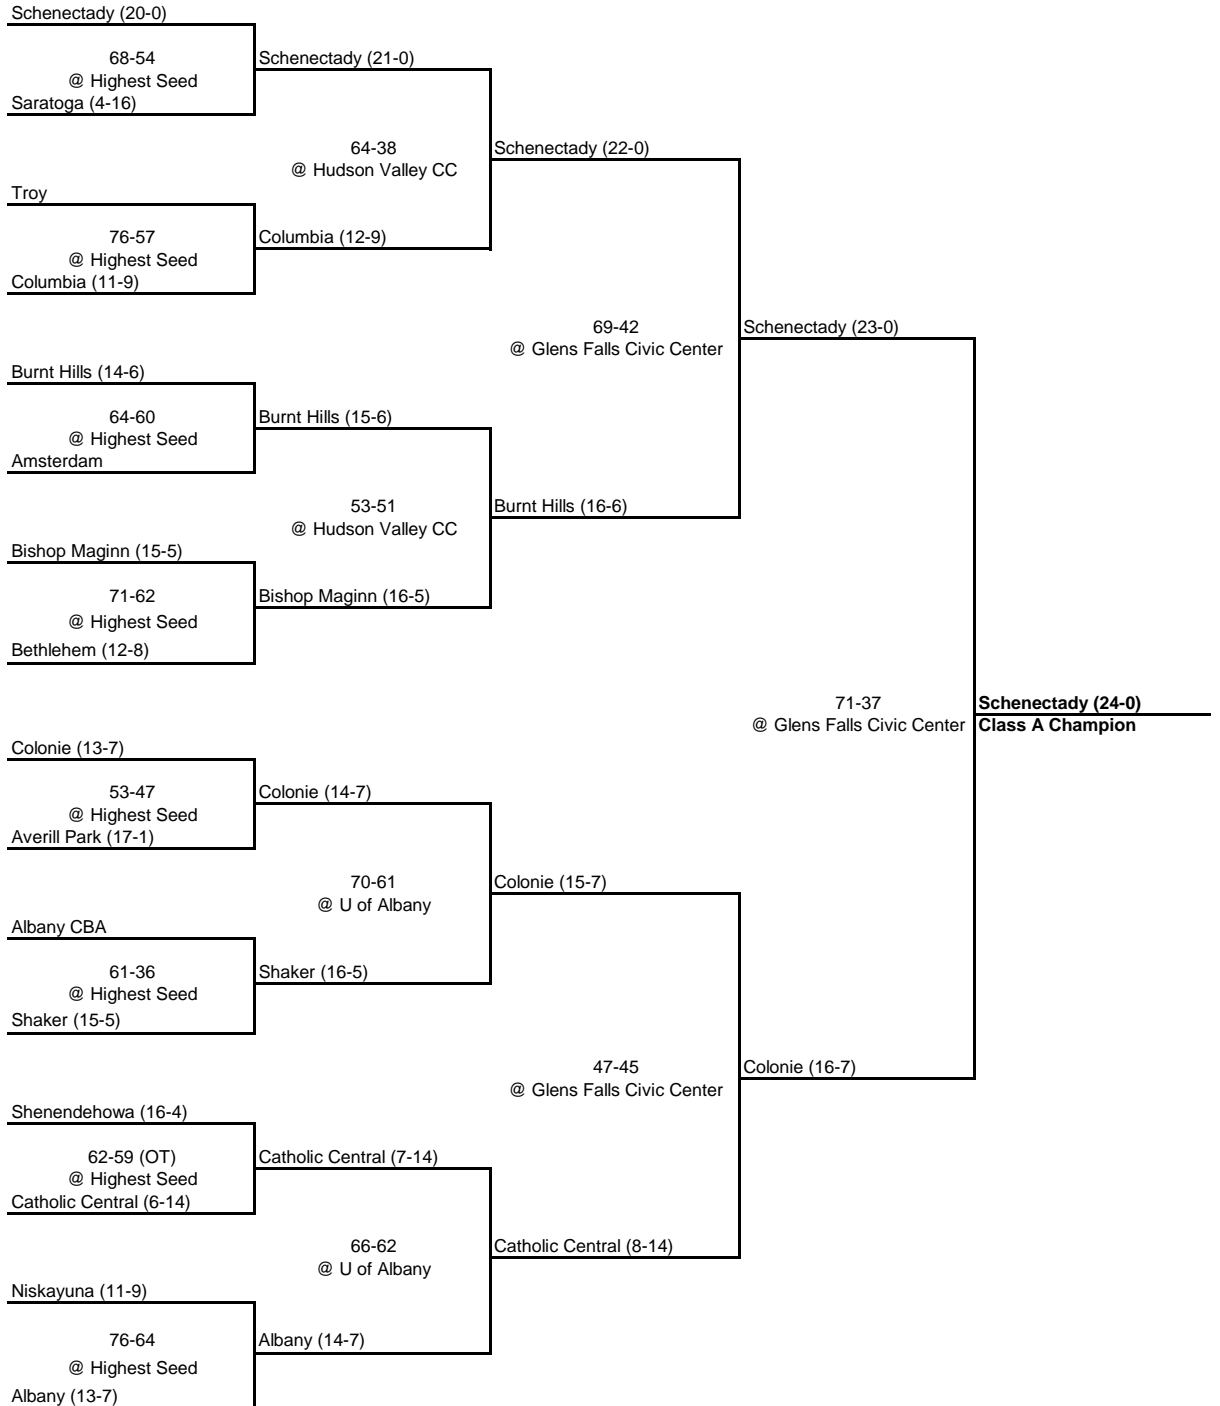 Schenectady (20-0)
68-54
@ Highest Seed
Saratoga (4-16)
Schenectady (21-0)
64-38
@ Hudson Valley CC
Schenectady (22-0)
Troy
76-57
@ Highest Seed
Columbia (11-9)
Columbia (12-9)
69-42
@ Glens Falls Civic Center
Schenectady (23-0)
Burnt Hills (14-6)
64-60
@ Highest Seed
Amsterdam
Burnt Hills (15-6)
53-51
@ Hudson Valley CC
Burnt Hills (16-6)
Bishop Maginn (15-5)
71-62
@ Highest Seed
Bethlehem (12-8)
Bishop Maginn (16-5)
71-37
@ Glens Falls Civic Center
Schenectady (24-0)
Class A Champion
Colonie (13-7)
53-47
@ Highest Seed
Averill Park (17-1)
Colonie (14-7)
70-61
@ U of Albany
Colonie (15-7)
Albany CBA
61-36
@ Highest Seed
Shaker (15-5)
Shaker (16-5)
47-45
@ Glens Falls Civic Center
Colonie (16-7)
Shenendehowa (16-4)
62-59 (OT)
@ Highest Seed
Catholic Central (6-14)
Catholic Central (7-14)
66-62
@ U of Albany
Catholic Central (8-14)
Niskayuna (11-9)
76-64
@ Highest Seed
Albany (13-7)
Albany (14-7)